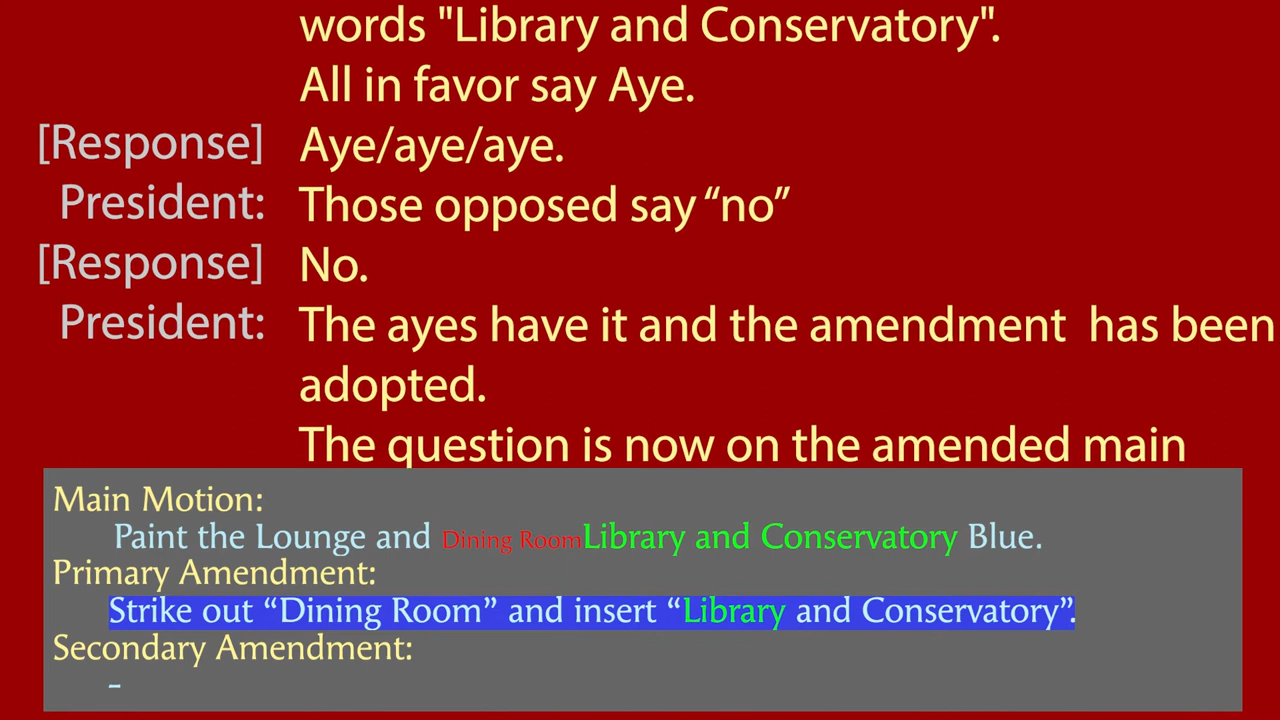 words "Library and Conservatory".
All in favor say Aye.
[Response] Aye/aye/aye.
President: Those opposed say “no”
[Response] No.
President: The ayes have it and the amendment has been
adopted.
The question is now on the amended main
Main Motion:
Paint the Lounge and Dining RoomLibrary and Conservatory Blue.
Primary Amendment:
Strike out “Dining Room” and insert “Library and Conservatory”.
Secondary Amendment:
-